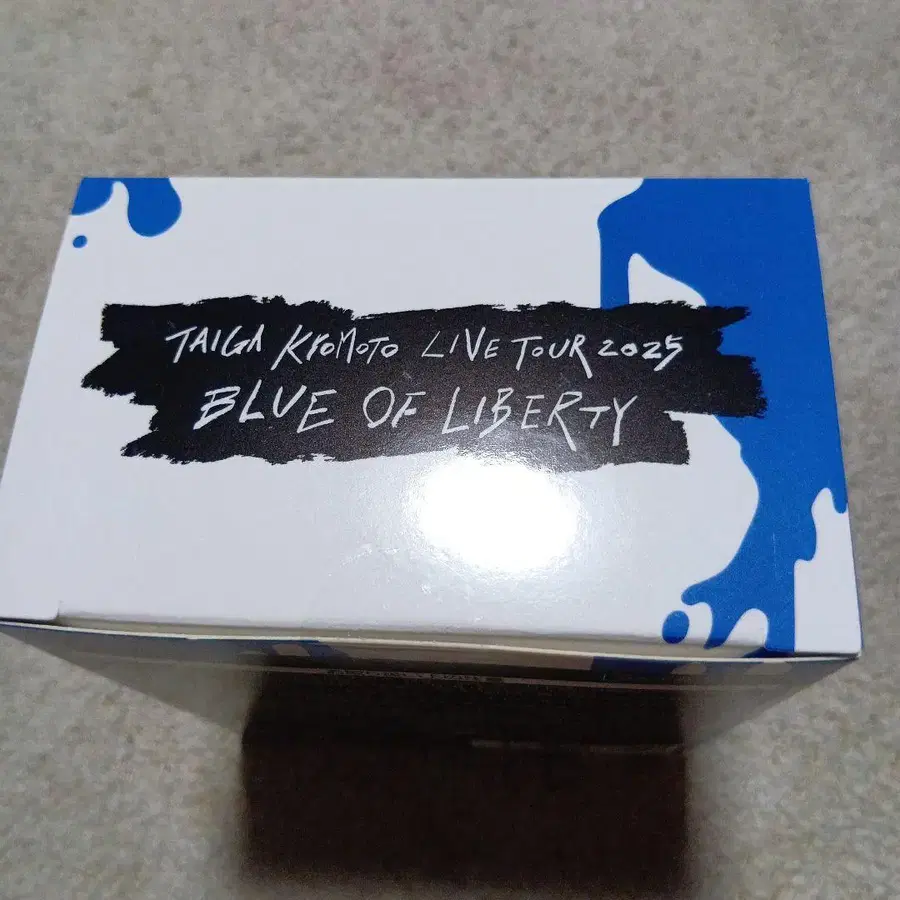 TAIGA KYOMOTO LIVE TOUR 2025
BLUE OF LIBERTY